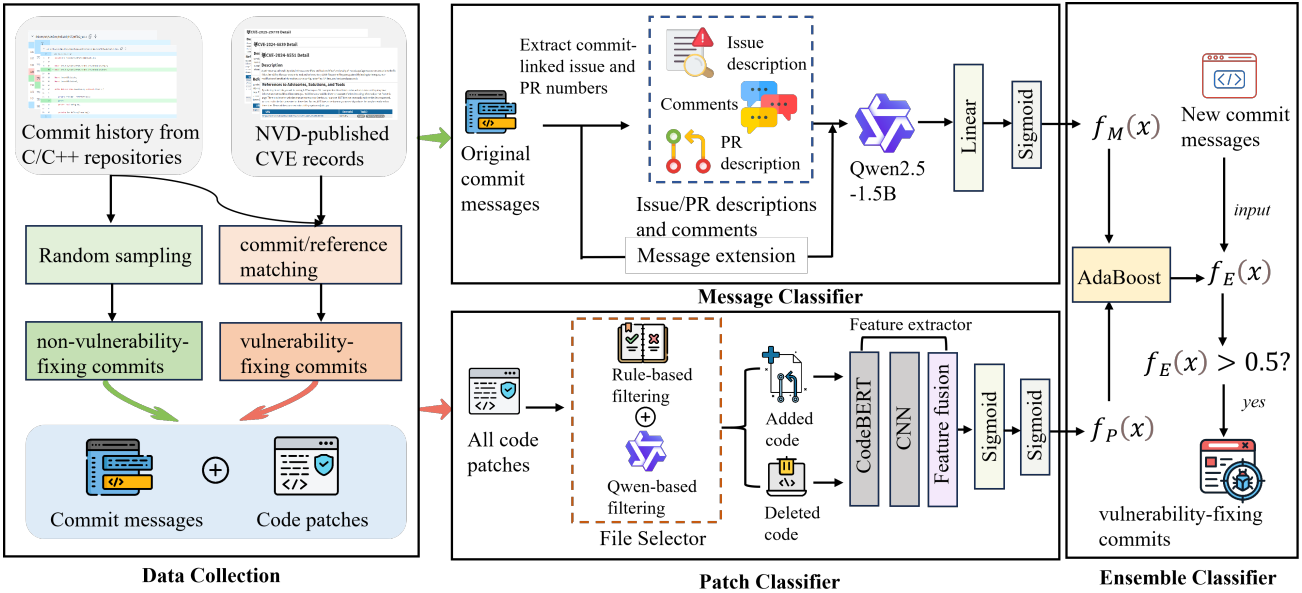 Commit history from
C/C++ repositories
CVE-2024-6551 Detail
Description
NVD-published
CVE records
Random sampling
commit/reference
matching
non-vulnerability-
fixing commits
vulnerability-
fixing commits
Commit messages
Code patches
Data Collection
Original
commit
messages
Extract commit-
linked issue and
PR numbers
Issue
description
Comments
PR
description
Issue/PR descriptions
and comments
Message extension
Qwen2.5
-1.5B
Linear
Sigmoid
Message Classifier
All code
patches
Rule-based
filtering
Qwen-based
filtering
File Selector
Added
code
Deleted
code
Feature extractor
CodeBERT
CNN
Feature fusion
Sigmoid
Sigmoid
Patch Classifier
f_M(x)
New commit
messages
input
AdaBoost
f_E(x)
f_E(x) > 0.5?
yes
f_P(x)
vulnerability-fixing
commits
Ensemble Classifier